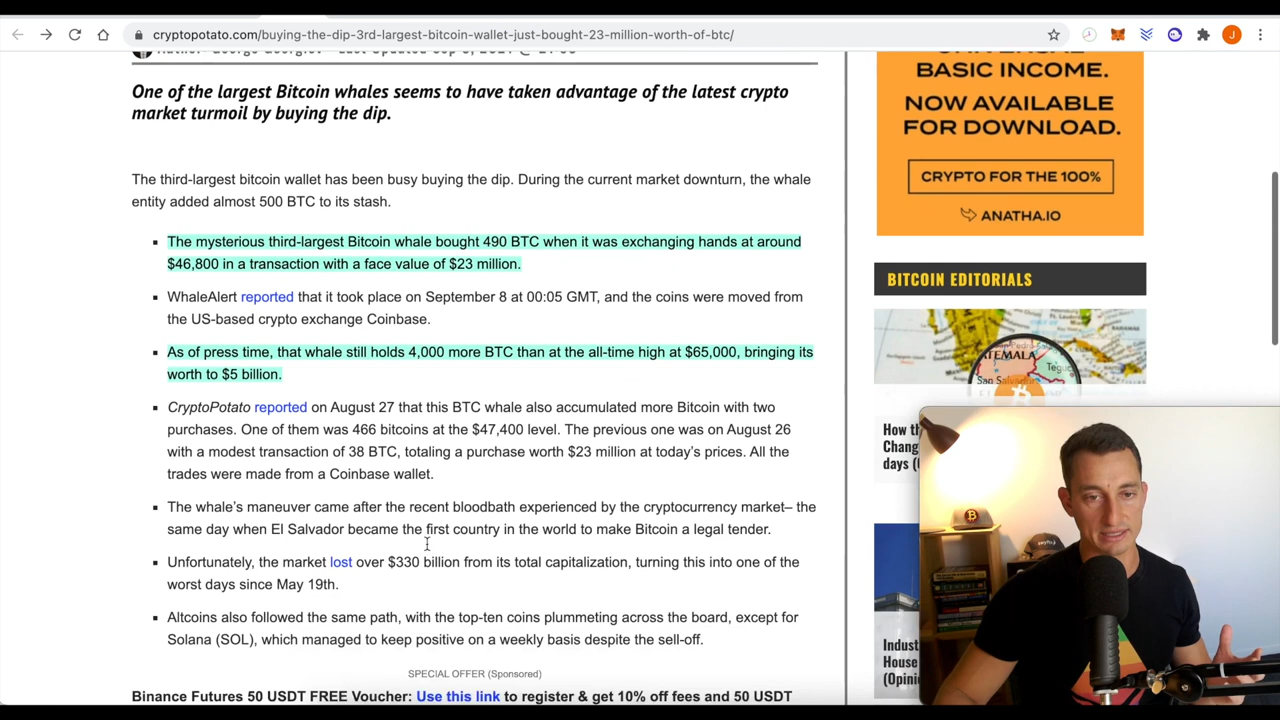 cryptopotato.com/buying-the-dip-3rd-largest-bitcoin-wallet-just-bought-23-million-worth-of-btc/
J
One of the largest Bitcoin whales seems to have taken advantage of the latest crypto
market turmoil by buying the dip.
The third-largest bitcoin wallet has been busy buying the dip. During the current market downturn, the whale
entity added almost 500 BTC to its stash.
▪ The mysterious third-largest Bitcoin whale bought 490 BTC when it was exchanging hands at around
$46,800 in a transaction with a face value of $23 million.
▪ WhaleAlert reported that it took place on September 8 at 00:05 GMT, and the coins were moved from
the US-based crypto exchange Coinbase.
▪ As of press time, that whale still holds 4,000 more BTC than at the all-time high at $65,000, bringing its
worth to $5 billion.
▪ CryptoPotato reported on August 27 that this BTC whale also accumulated more Bitcoin with two
purchases. One of them was 466 bitcoins at the $47,400 level. The previous one was on August 26
with a modest transaction of 38 BTC, totaling a purchase worth $23 million at today's prices. All the
trades were made from a Coinbase wallet.
▪ The whale's maneuver came after the recent bloodbath experienced by the cryptocurrency market– the
same day when El Salvador became the first country in the world to make Bitcoin a legal tender.
▪ Unfortunately, the market lost over $330 billion from its total capitalization, turning this into one of the
worst days since May 19th.
▪ Altcoins also followed the same path, with the top-ten coins plummeting across the board, except for
Solana (SOL), which managed to keep positive on a weekly basis despite the sell-off.
SPECIAL OFFER (Sponsored)
Binance Futures 50 USDT FREE Voucher: Use this link to register & get 10% off fees and 50 USDT
BASIC INCOME.
NOW AVAILABLE
FOR DOWNLOAD.
CRYPTO FOR THE 100%
ANATHA.IO
BITCOIN EDITORIALS
How th
Chang
days (
Indust
House
(Opini